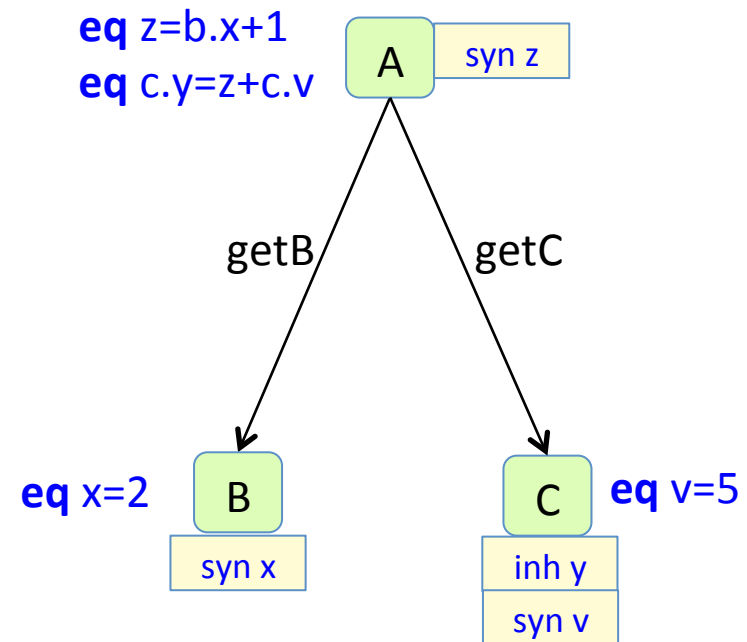 eq z=b.x+1
eq c.y=z+c.v
A
syn z
getB
getC
eq x=2
B
syn x
C
eq v=5
inh y
syn v